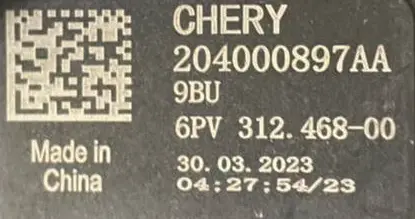 CHERY
204000897AA
9BU
6PV 312.468-00
Made in
China
30.03.2023
04:27:54/23